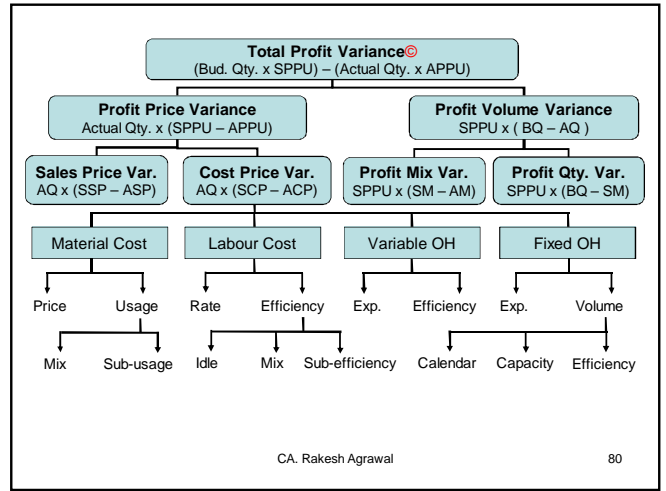 Total Profit Variance©
(Bud. Qty. x SPPU) – (Actual Qty. x APPU)
Profit Price Variance
Actual Qty. x (SPPU – APPU)
Profit Volume Variance
SPPU x ( BQ – AQ )
Sales Price Var.
AQ x (SSP – ASP)
Cost Price Var.
AQ x (SCP – ACP)
Profit Mix Var.
SPPU x (SM – AM)
Profit Qty. Var.
SPPU x (BQ – SM)
Material Cost
Labour Cost
Variable OH
Fixed OH
Price
Usage
Rate
Efficiency
Exp.
Efficiency
Exp.
Volume
Mix
Sub-usage
Idle
Mix
Sub-efficiency
Calendar
Capacity
Efficiency
CA. Rakesh Agrawal
80